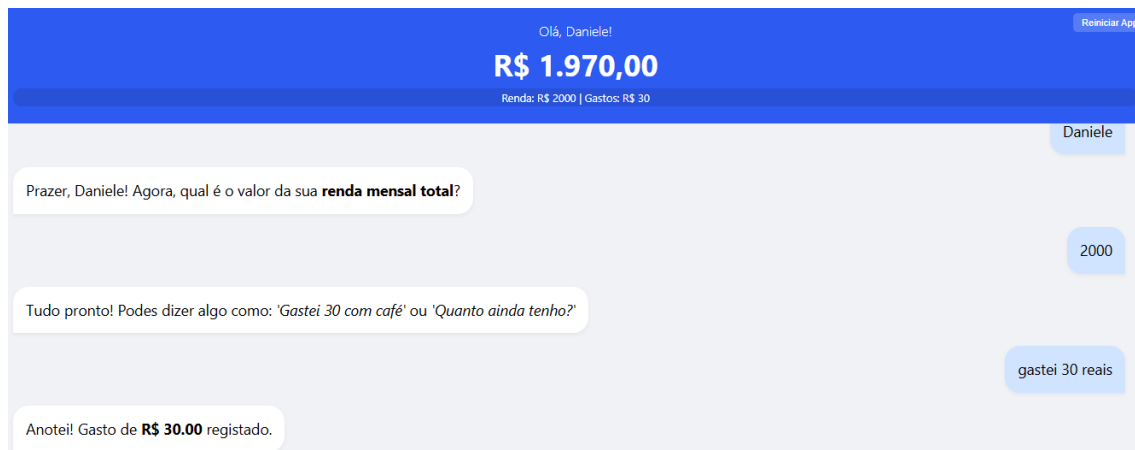 Olá, Daniele!
Reiniciar App
R$ 1.970,00
Renda: R$ 2000 | Gastos: R$ 30
Daniele
Prazer, Daniele! Agora, qual é o valor da sua renda mensal total?
2000
Tudo pronto! Podes dizer algo como: 'Gastei 30 com café' ou 'Quanto ainda tenho?'
gastei 30 reais
Anotei! Gasto de R$ 30.00 registado.